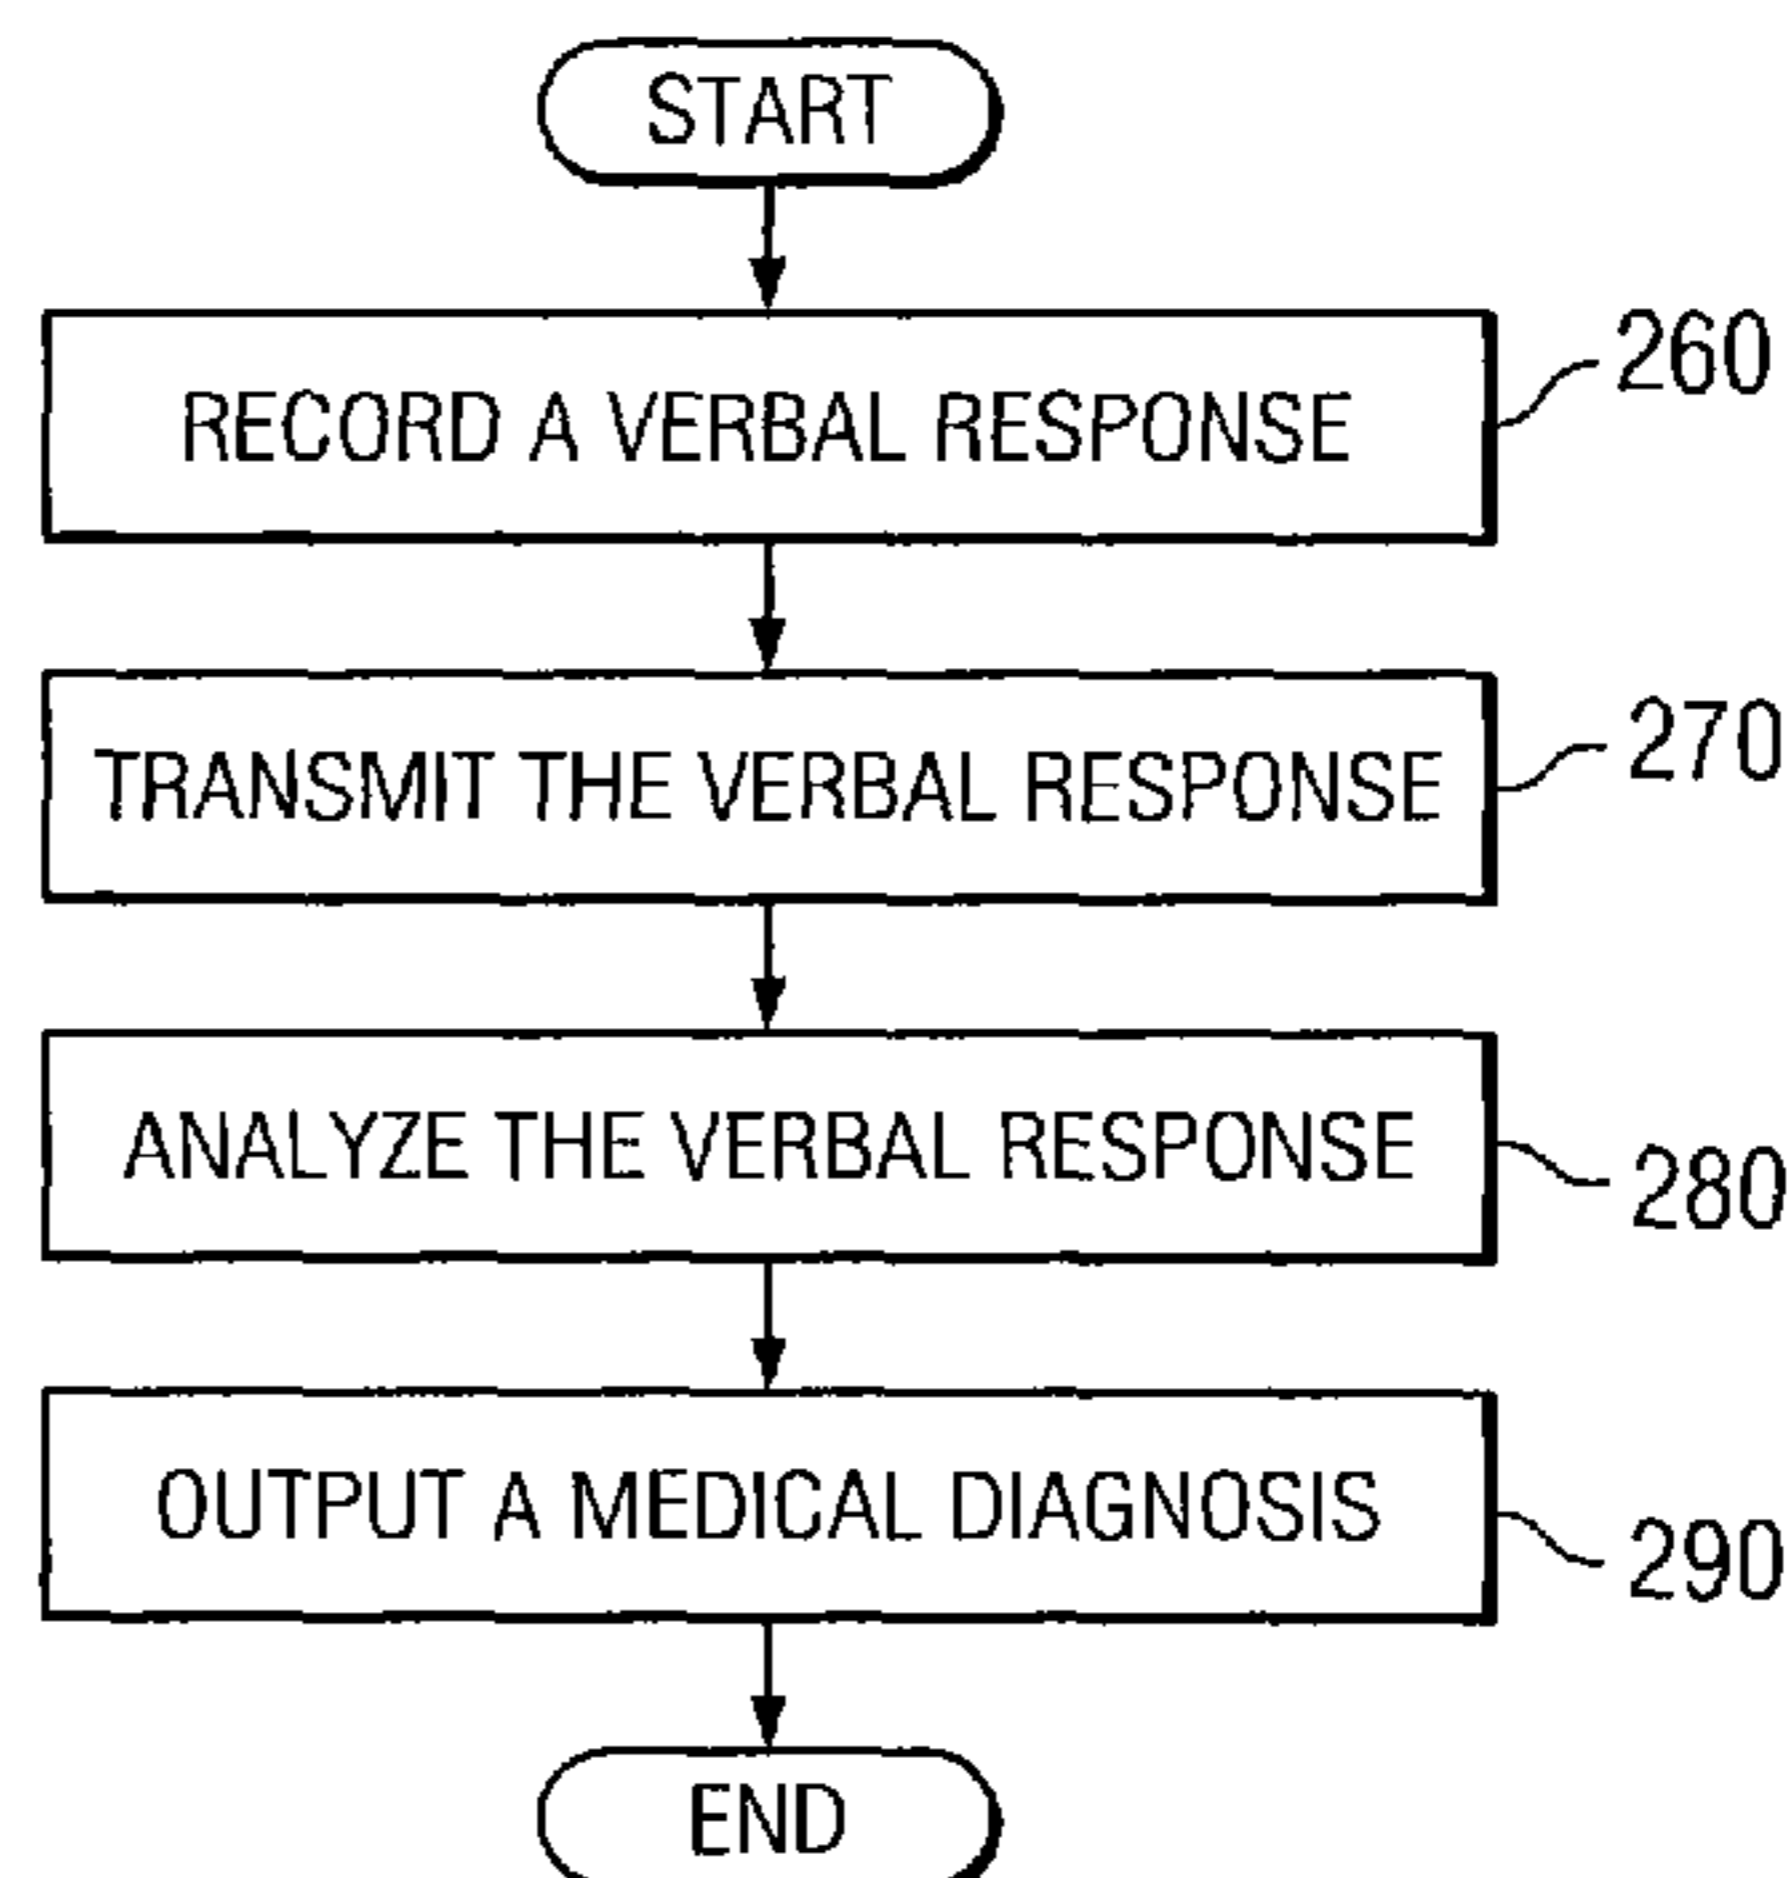 START
RECORD A VERBAL RESPONSE
260
TRANSMIT THE VERBAL RESPONSE
270
ANALYZE THE VERBAL RESPONSE
280
OUTPUT A MEDICAL DIAGNOSIS
290
END